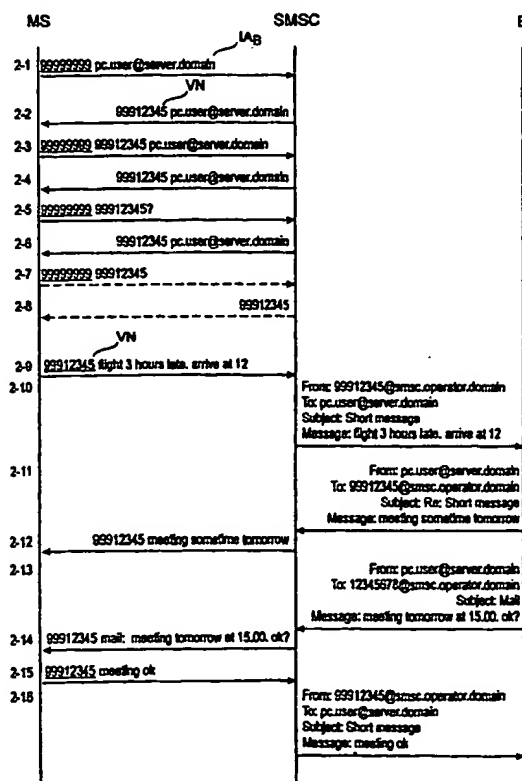 MS SMSC
IAB
2-1 99999999 pc.user@server.domain
VN
2-2 99912345 pc.user@server.domain
2-3 99999999 99912345 pc.user@server.domain
2-4 99912345 pc.user@server.domain
2-5 99999999 99912345?
2-6 99912345 pc.user@server.domain
2-7 99999999 99912345
2-8 99912345
VN
2-9 99912345 flight 3 hours late. arrive at 12
2-10 From: 99912345@smsc.operator.domain
To: pc.user@server.domain
Subject: Short message
Message: flight 3 hours late. arrive at 12
2-11 From: pc.user@server.domain
To: 99912345@smsc.operator.domain
Subject: Re: Short message
Message: meeting sometime tomorrow
2-12 99912345 meeting sometime tomorrow
2-13 From: pc.user@server.domain
To: 12345678@smsc.operator.domain
Subject: Mail
Message: meeting tomorrow at 15.00. ok?
2-14 99912345 mail: meeting tomorrow at 15.00. ok?
2-15 99912345 meeting ok
2-16 From: 99912345@smsc.operator.domain
To: pc.user@server.domain
Subject: Short message
Message: meeting ok